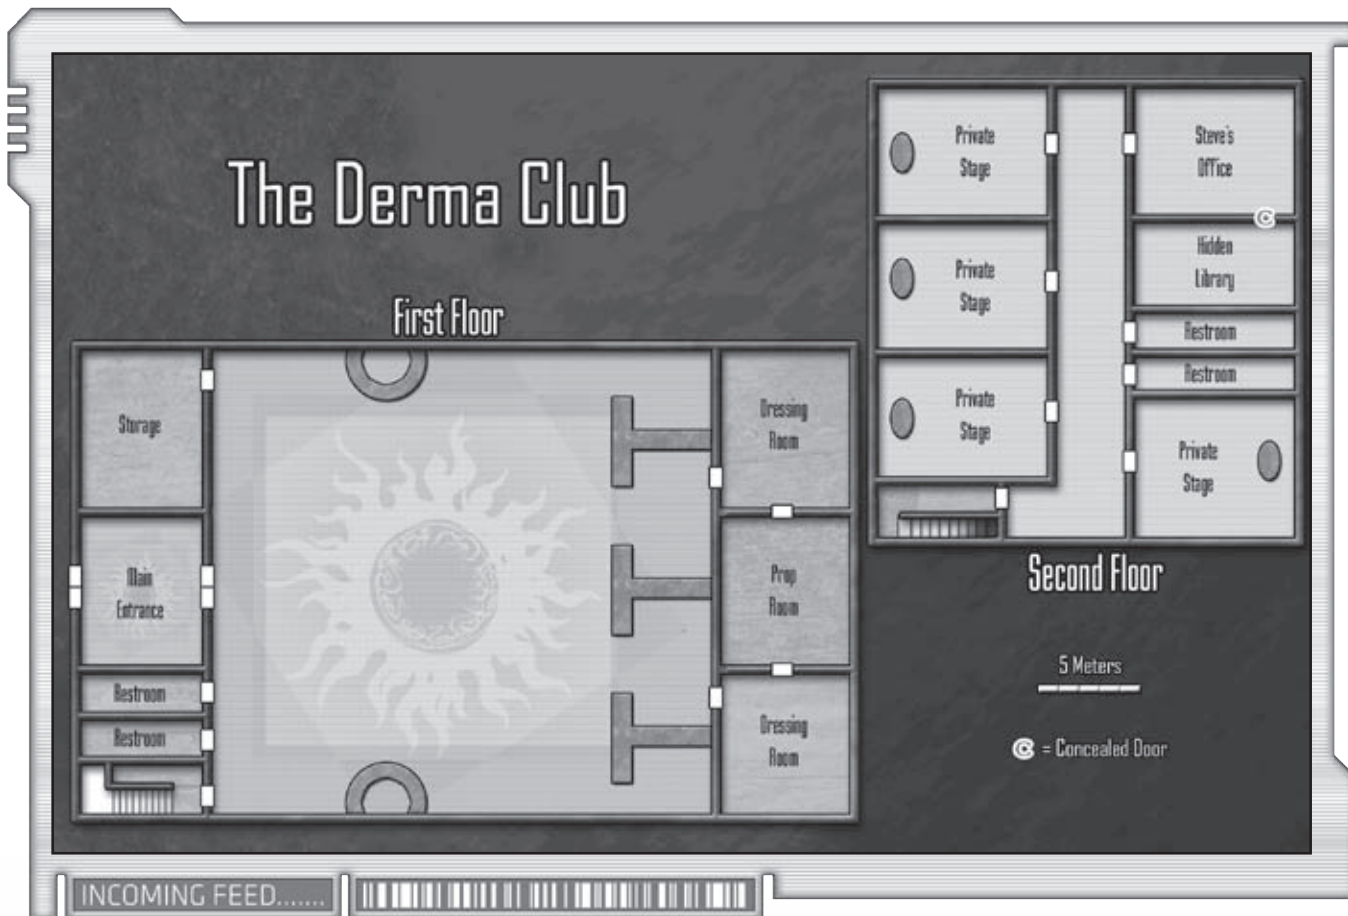 The Derma Club
First Floor
Storage
Main
Entrance
Restroom
Restroom
Dressing
Room
Prop
Room
Dressing
Room
Private
Stage
Private
Stage
Private
Stage
Steve's
Office
Hidden
Library
Restroom
Restroom
Private
Stage
Second Floor
5 Meters
C
C = Concealed Door
INCOMING FEED.......